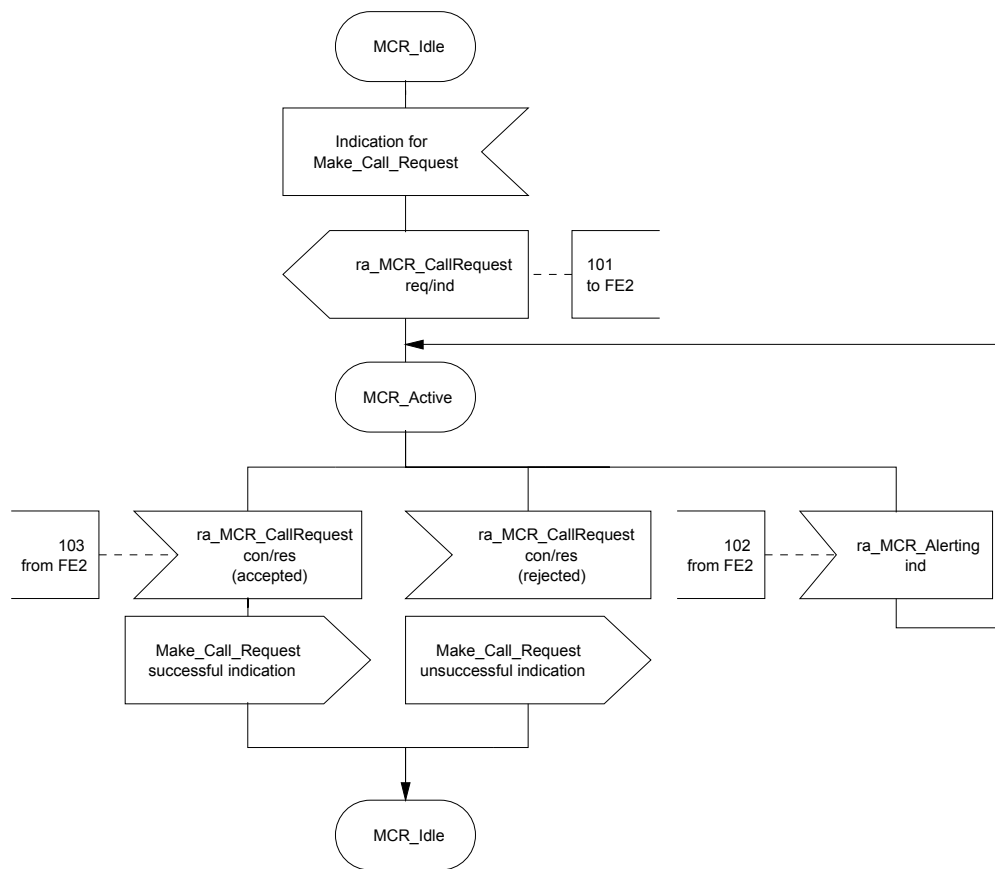 MCR_Idle
Indication for
Make_Call_Request
ra_MCR_CallRequest
req/ind
101
to FE2
MCR_Active
103
from FE2
ra_MCR_CallRequest
con/res
(accepted)
ra_MCR_CallRequest
con/res
(rejected)
102
from FE2
ra_MCR_Alerting
ind
Make_Call_Request
successful indication
Make_Call_Request
unsuccessful indication
MCR_Idle